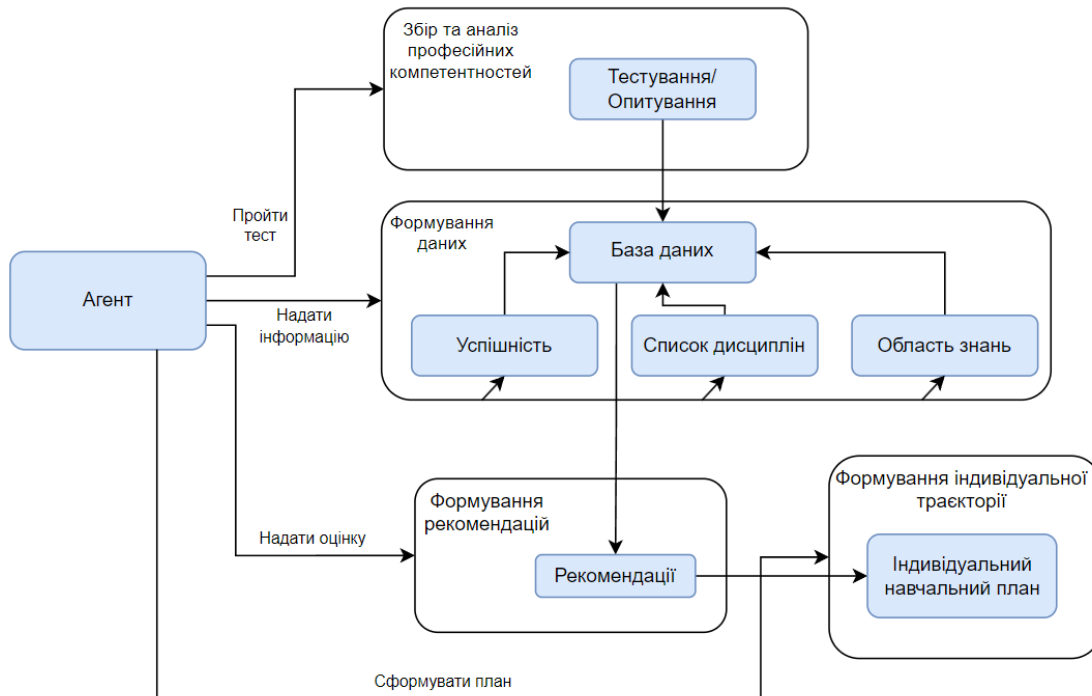 Збір та аналіз
професійних
компетентностей
Тестування/
Опитування
Пройти
тест
Формування
даних
База даних
Агент
Надати
інформацію
Успішність
Список дисциплін
Область знань
Формування
рекомендацій
Формування індивідуальної
траєкторії
Надати оцінку
Рекомендації
Індивідуальний
навчальний план
Сформувати план